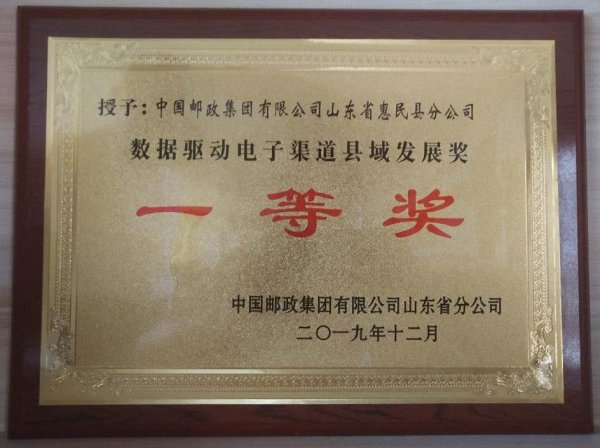 授予：中国邮政集团有限公司山东省惠民县分公司
数据驱动电子渠道县域发展奖
一等奖
中国邮政集团有限公司山东省分公司
二〇一九年十二月